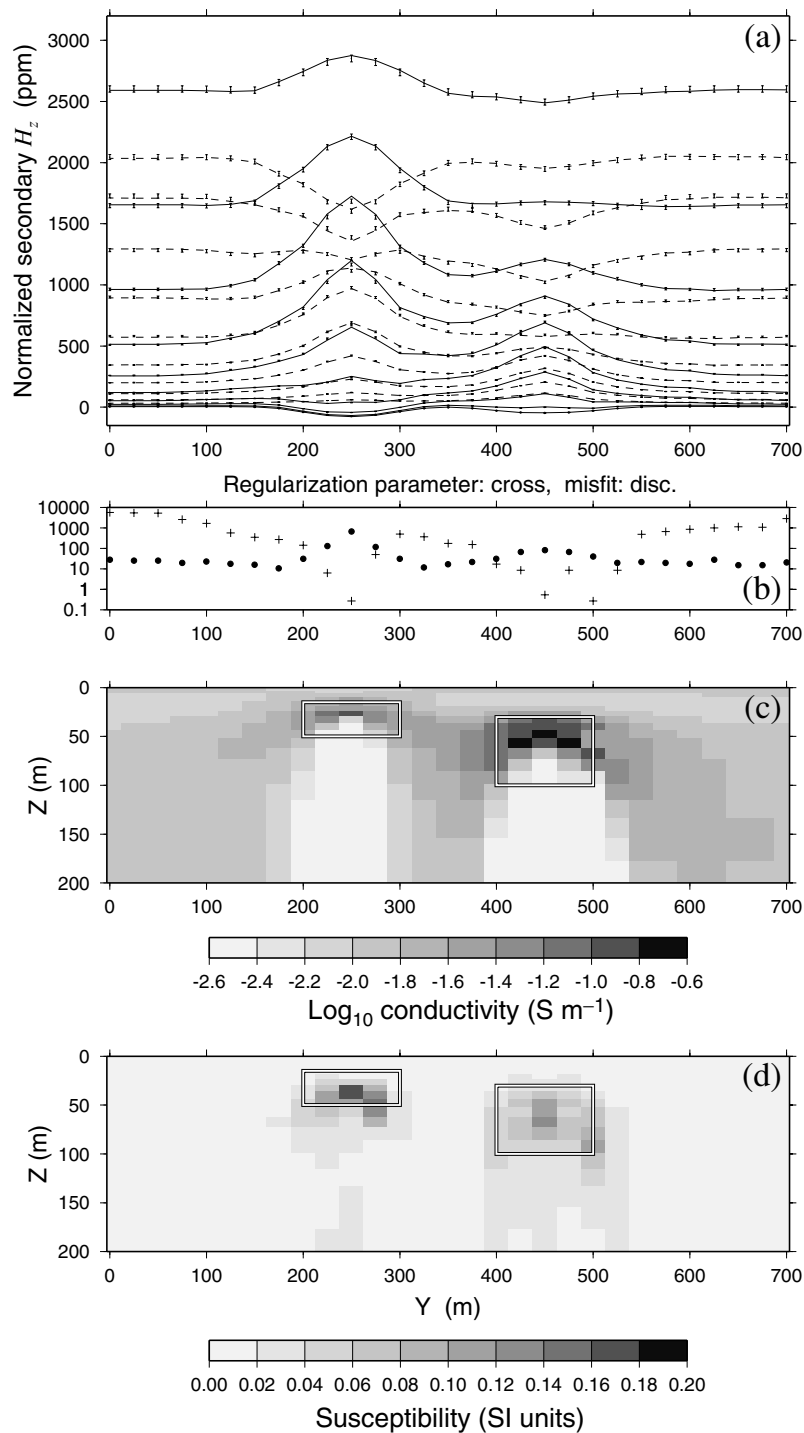 (a)
3000
2500
2000
1500
1000
500
0
Normalized secondary Hz (ppm)
0 100 200 300 400 500 600 700
Regularization parameter: cross, misfit: disc.
10000
1000
100
10
1
0.1
(b)
0 100 200 300 400 500 600 700
0
50
100
150
200
Z (m)
(c)
0 100 200 300 400 500 600 700
-2.6 -2.4 -2.2 -2.0 -1.8 -1.6 -1.4 -1.2 -1.0 -0.8 -0.6
Log10 conductivity (S m–1)
0
50
100
150
200
Z (m)
(d)
0 100 200 300 400 500 600 700
Y (m)
0.00 0.02 0.04 0.06 0.08 0.10 0.12 0.14 0.16 0.18 0.20
Susceptibility (SI units)